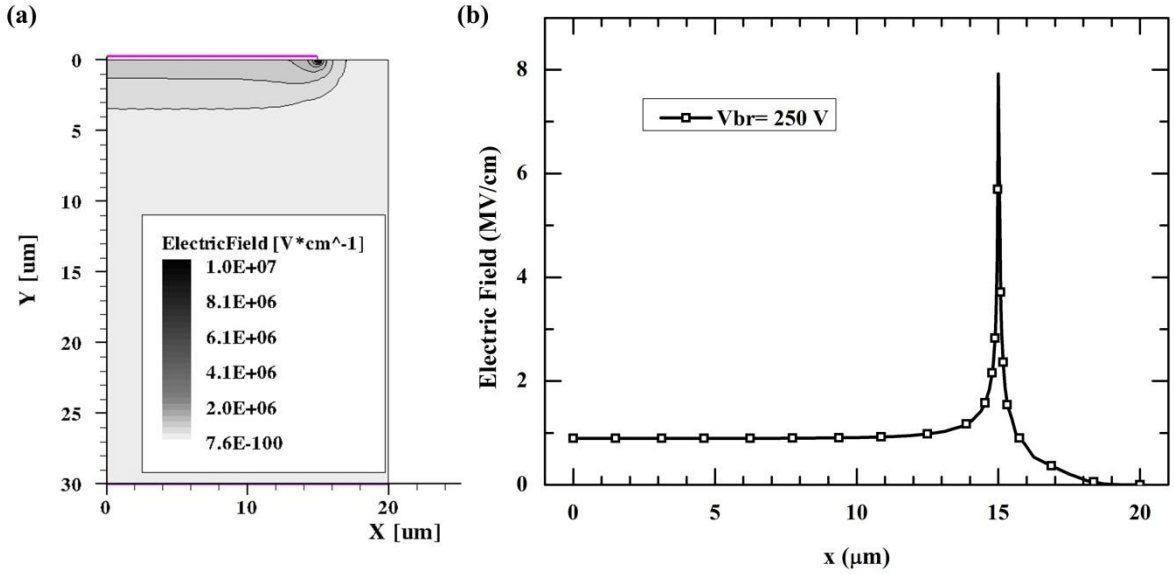 (a)
0
5
10
15
20
25
30
Y [um]
0
20
X [um]
ElectricField [V*cm^-1]
1.0E+07
8.1E+06
6.1E+06
4.1E+06
2.0E+06
7.6E-100
(b)
8
6
4
2
0
Electric Field (MV/cm)
Vbr= 250 V
0 5 10 15 20
x (μm)